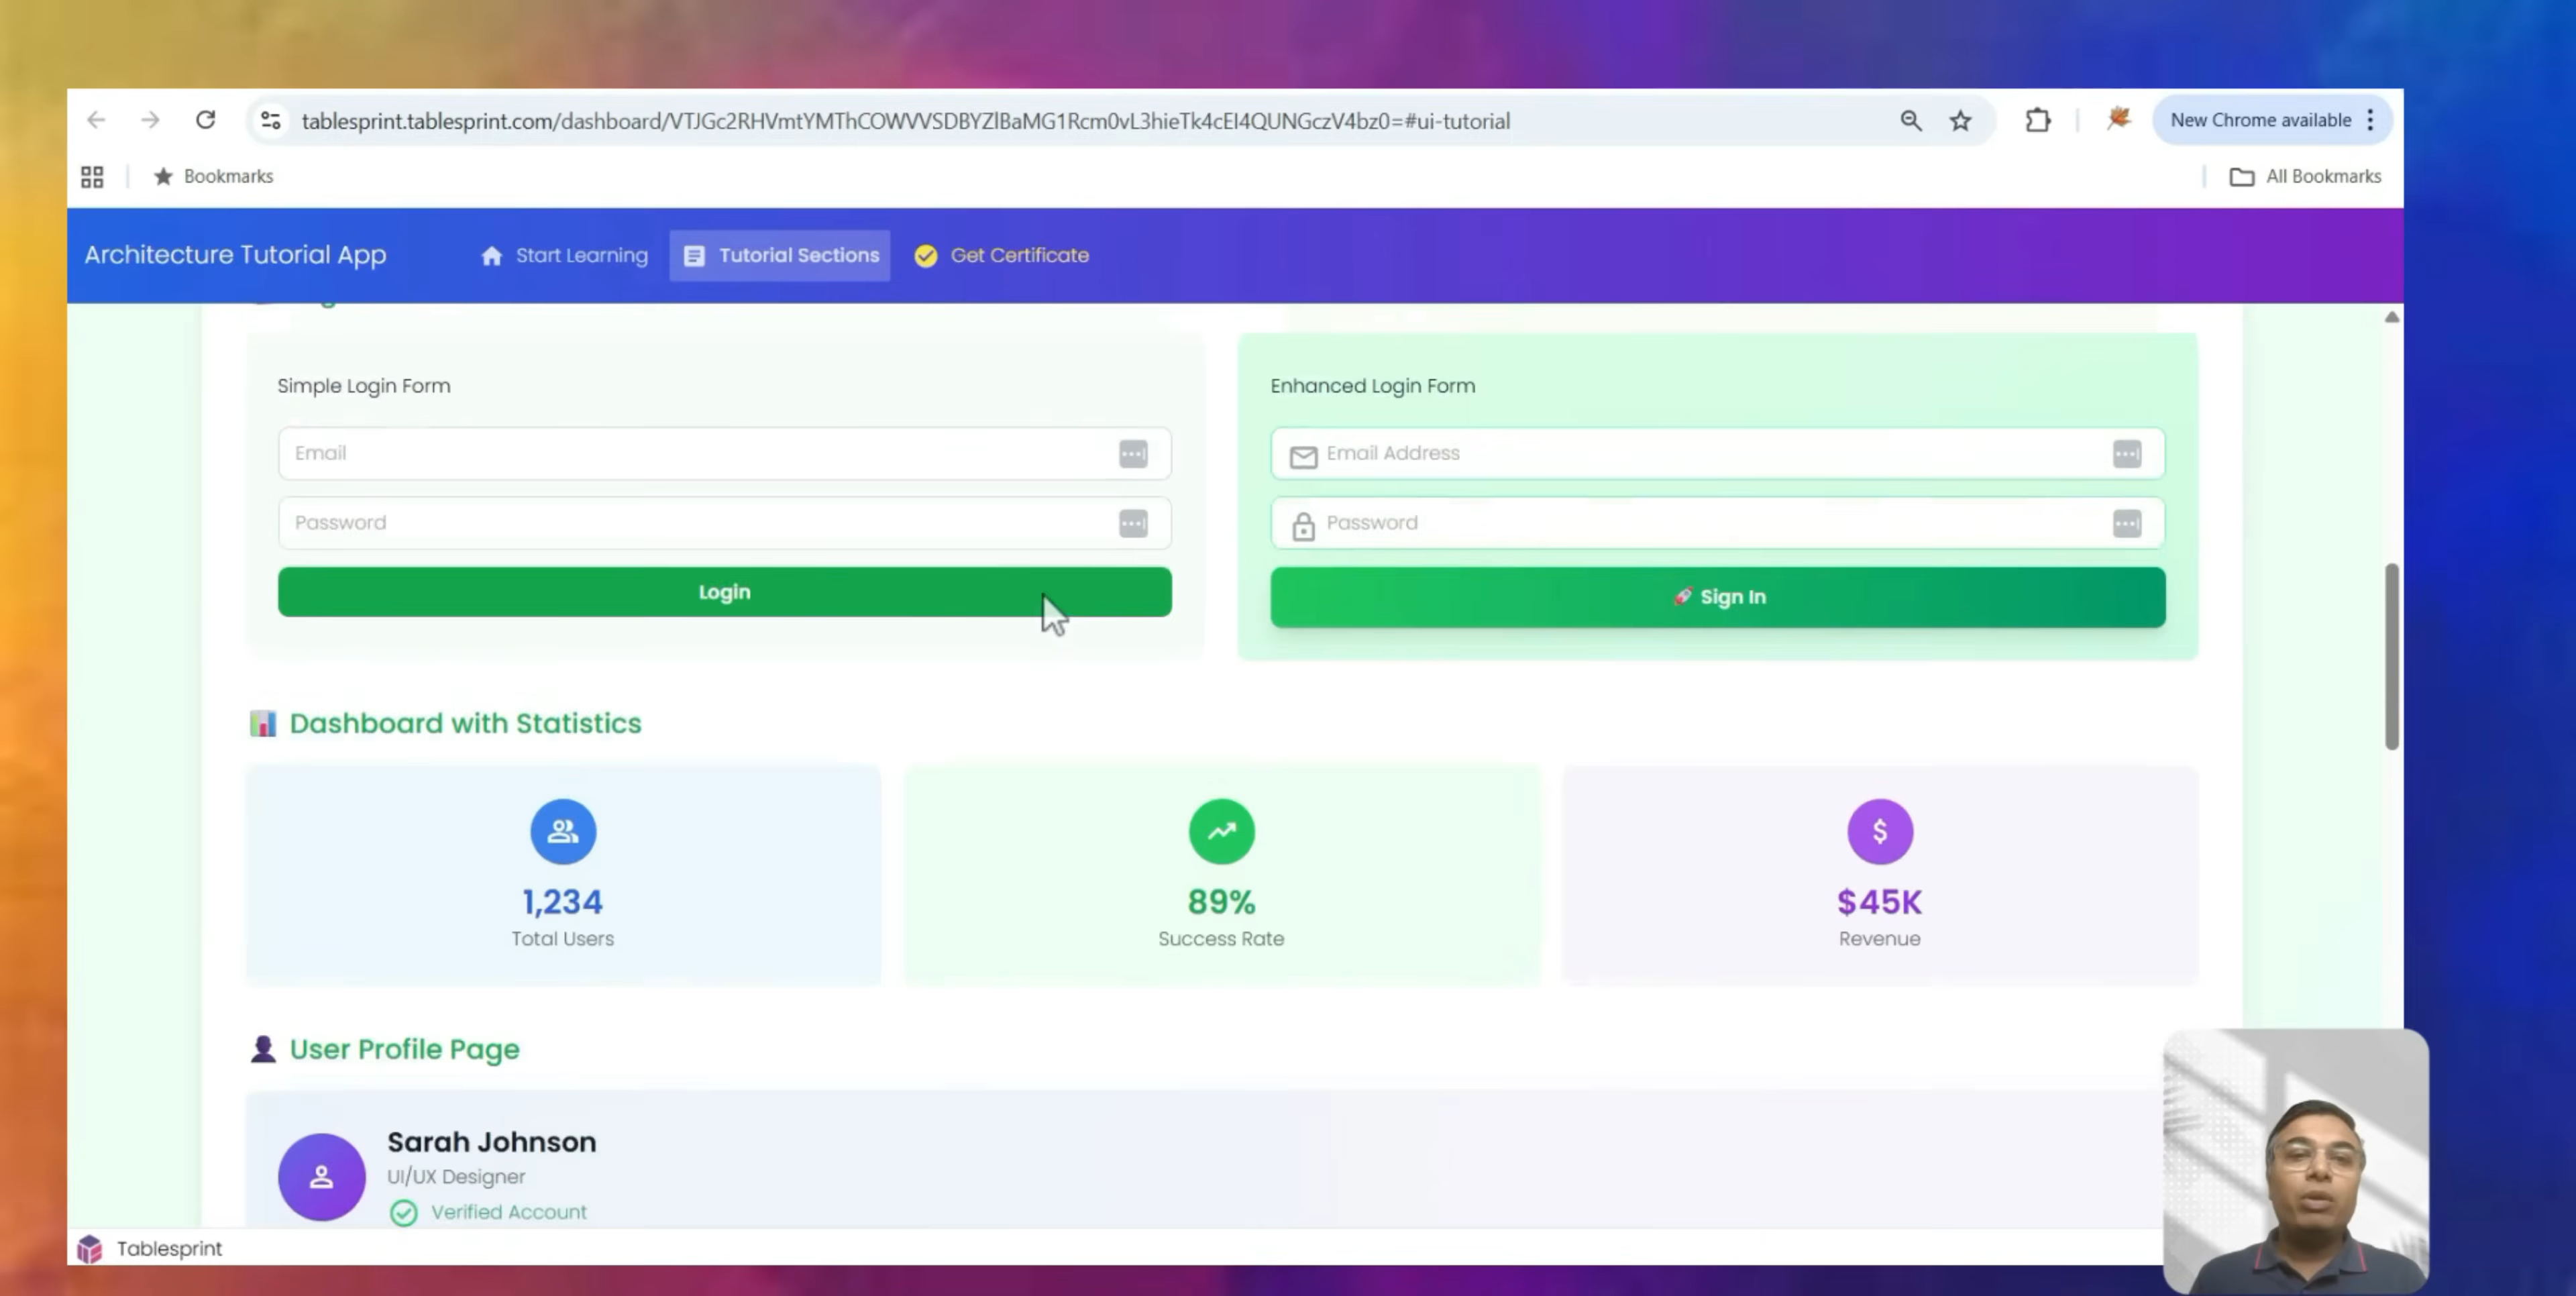 tablesprint.tablesprint.com/dashboard/VTJGc2RHVmtYMThCOWVVSDBYZlBaMG1Rcm0vL3hieTk4cEI4QUNGczV4bz0=#ui-tutorial
New Chrome available
Bookmarks
All Bookmarks
Architecture Tutorial App
Start Learning
Tutorial Sections
Get Certificate
Simple Login Form
Enhanced Login Form
Email
Email Address
Password
Password
Login
🚀 Sign In
📊 Dashboard with Statistics
1,234
89%
$45K
Total Users
Success Rate
Revenue
👤 User Profile Page
Sarah Johnson
UI/UX Designer
Verified Account
Tablesprint